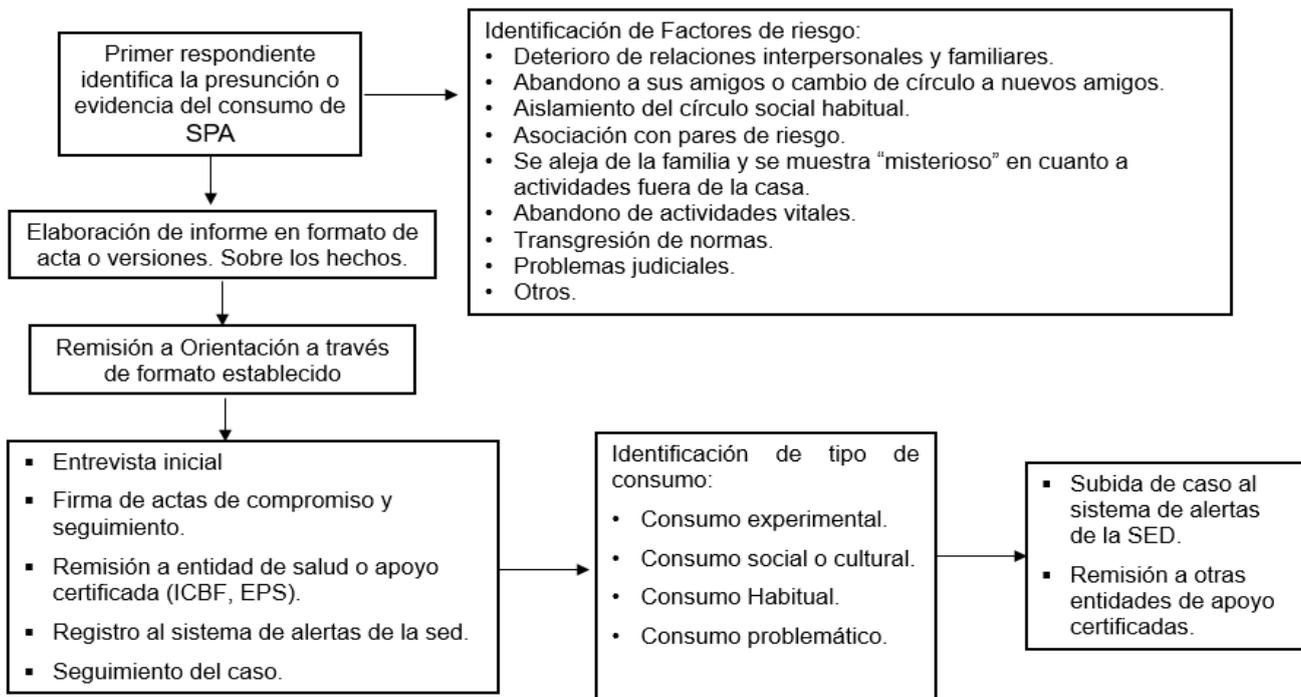 Primer respondiente
identifica la presunción o
evidencia del consumo de
SPA
Identificación de Factores de riesgo:
• Deterioro de relaciones interpersonales y familiares.
• Abandono a sus amigos o cambio de círculo a nuevos amigos.
• Aislamiento del círculo social habitual.
• Asociación con pares de riesgo.
• Se aleja de la familia y se muestra “misterioso” en cuanto a
actividades fuera de la casa.
• Abandono de actividades vitales.
• Transgresión de normas.
• Problemas judiciales.
• Otros.
Elaboración de informe en formato de
acta o versiones. Sobre los hechos.
Remisión a Orientación a través
de formato establecido
▪ Entrevista inicial
▪ Firma de actas de compromiso y
seguimiento.
▪ Remisión a entidad de salud o apoyo
certificada (ICBF, EPS).
▪ Registro al sistema de alertas de la sed.
▪ Seguimiento del caso.
Identificación de tipo de
consumo:
• Consumo experimental.
• Consumo social o cultural.
• Consumo Habitual.
• Consumo problemático.
▪ Subida de caso al
sistema de alertas
de la SED.
▪ Remisión a otras
entidades de apoyo
certificadas.